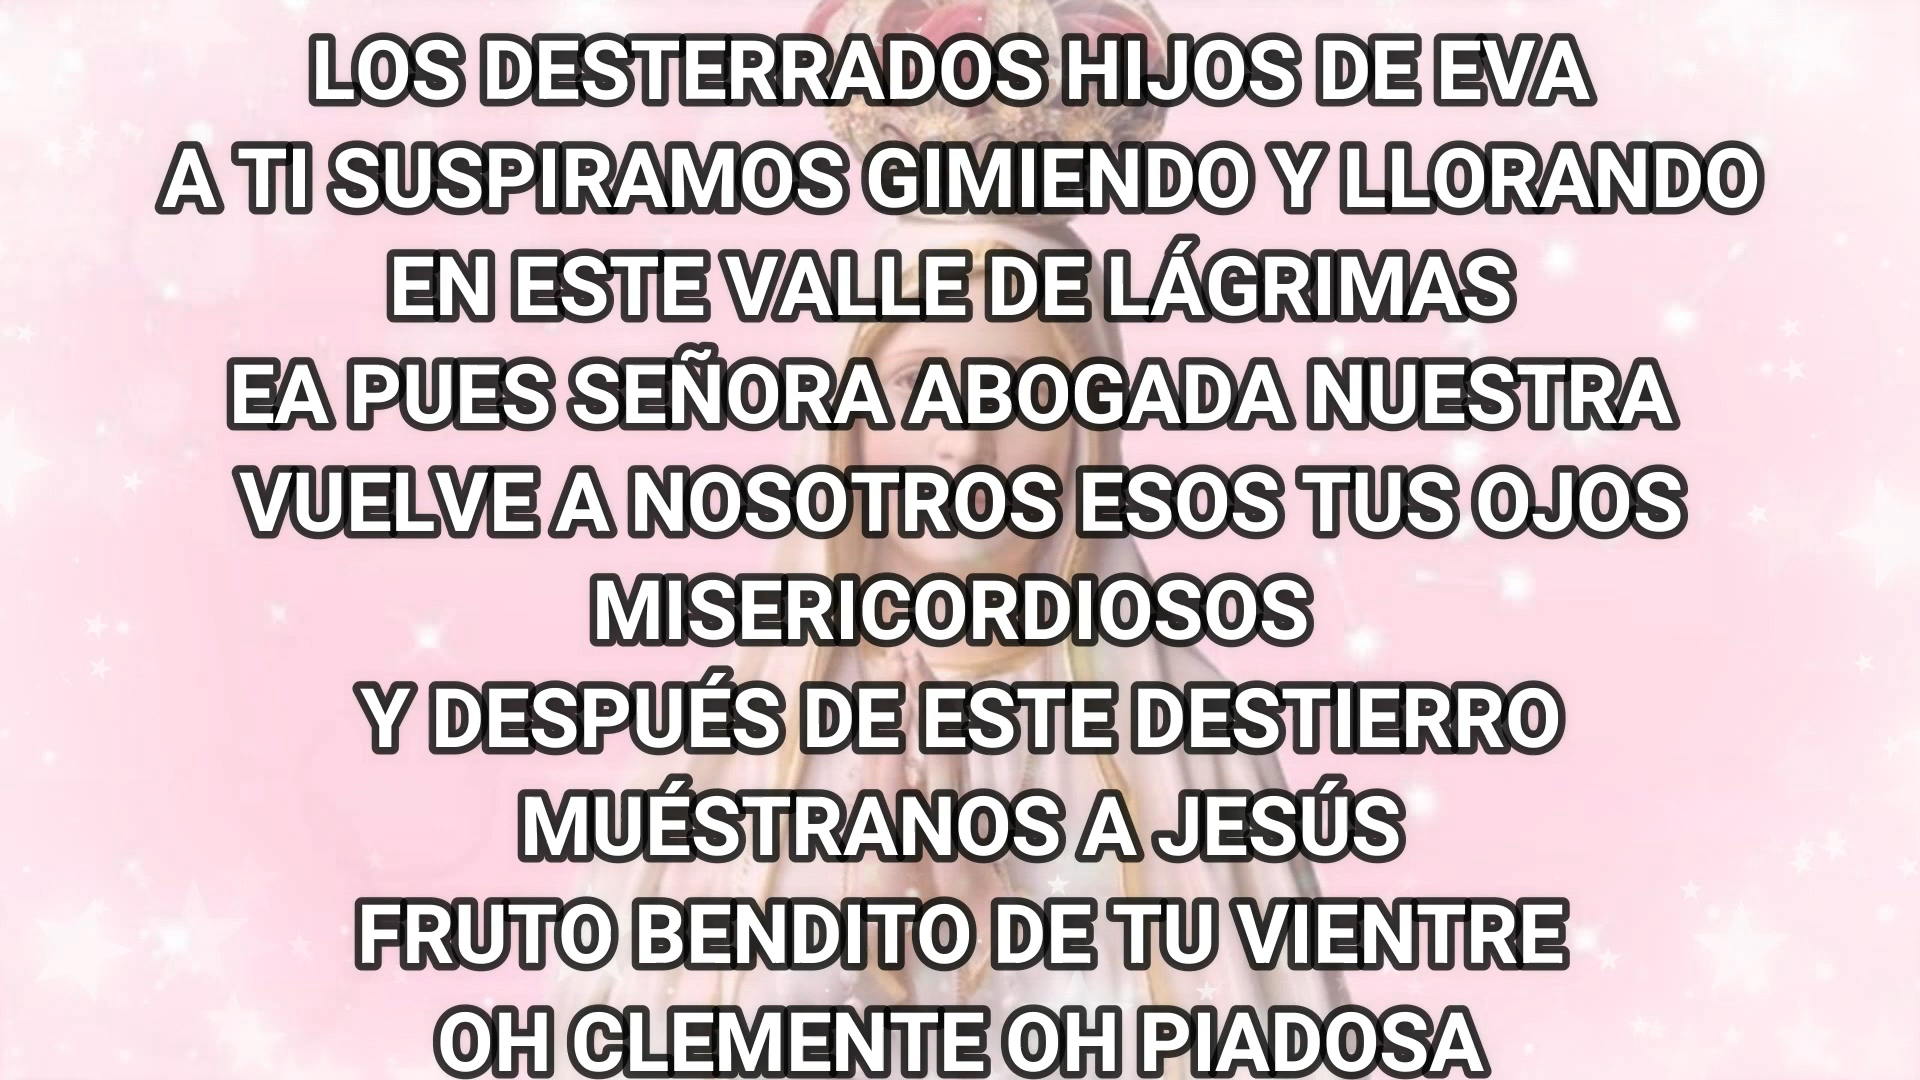 LOS DESTERRADOS HIJOS DE EVA
A TI SUSPIRAMOS GIMIENDO Y LLORANDO
EN ESTE VALLE DE LÁGRIMAS
EA PUES SEÑORA ABOGADA NUESTRA
VUELVE A NOSOTROS ESOS TUS OJOS
MISERICORDIOSOS
Y DESPUÉS DE ESTE DESTIERRO
MUÉSTRANOS A JESÚS
FRUTO BENDITO DE TU VIENTRE
OH CLEMENTE OH PIADOSA